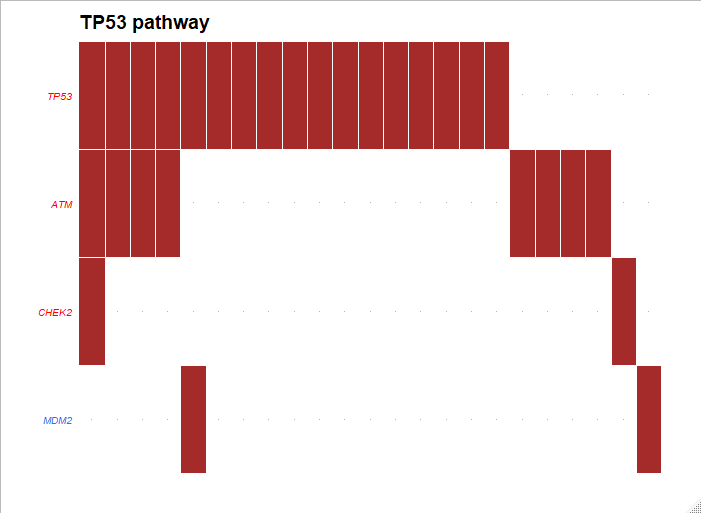 TP53 pathway
TP53
ATM
CHEK2
MDM2